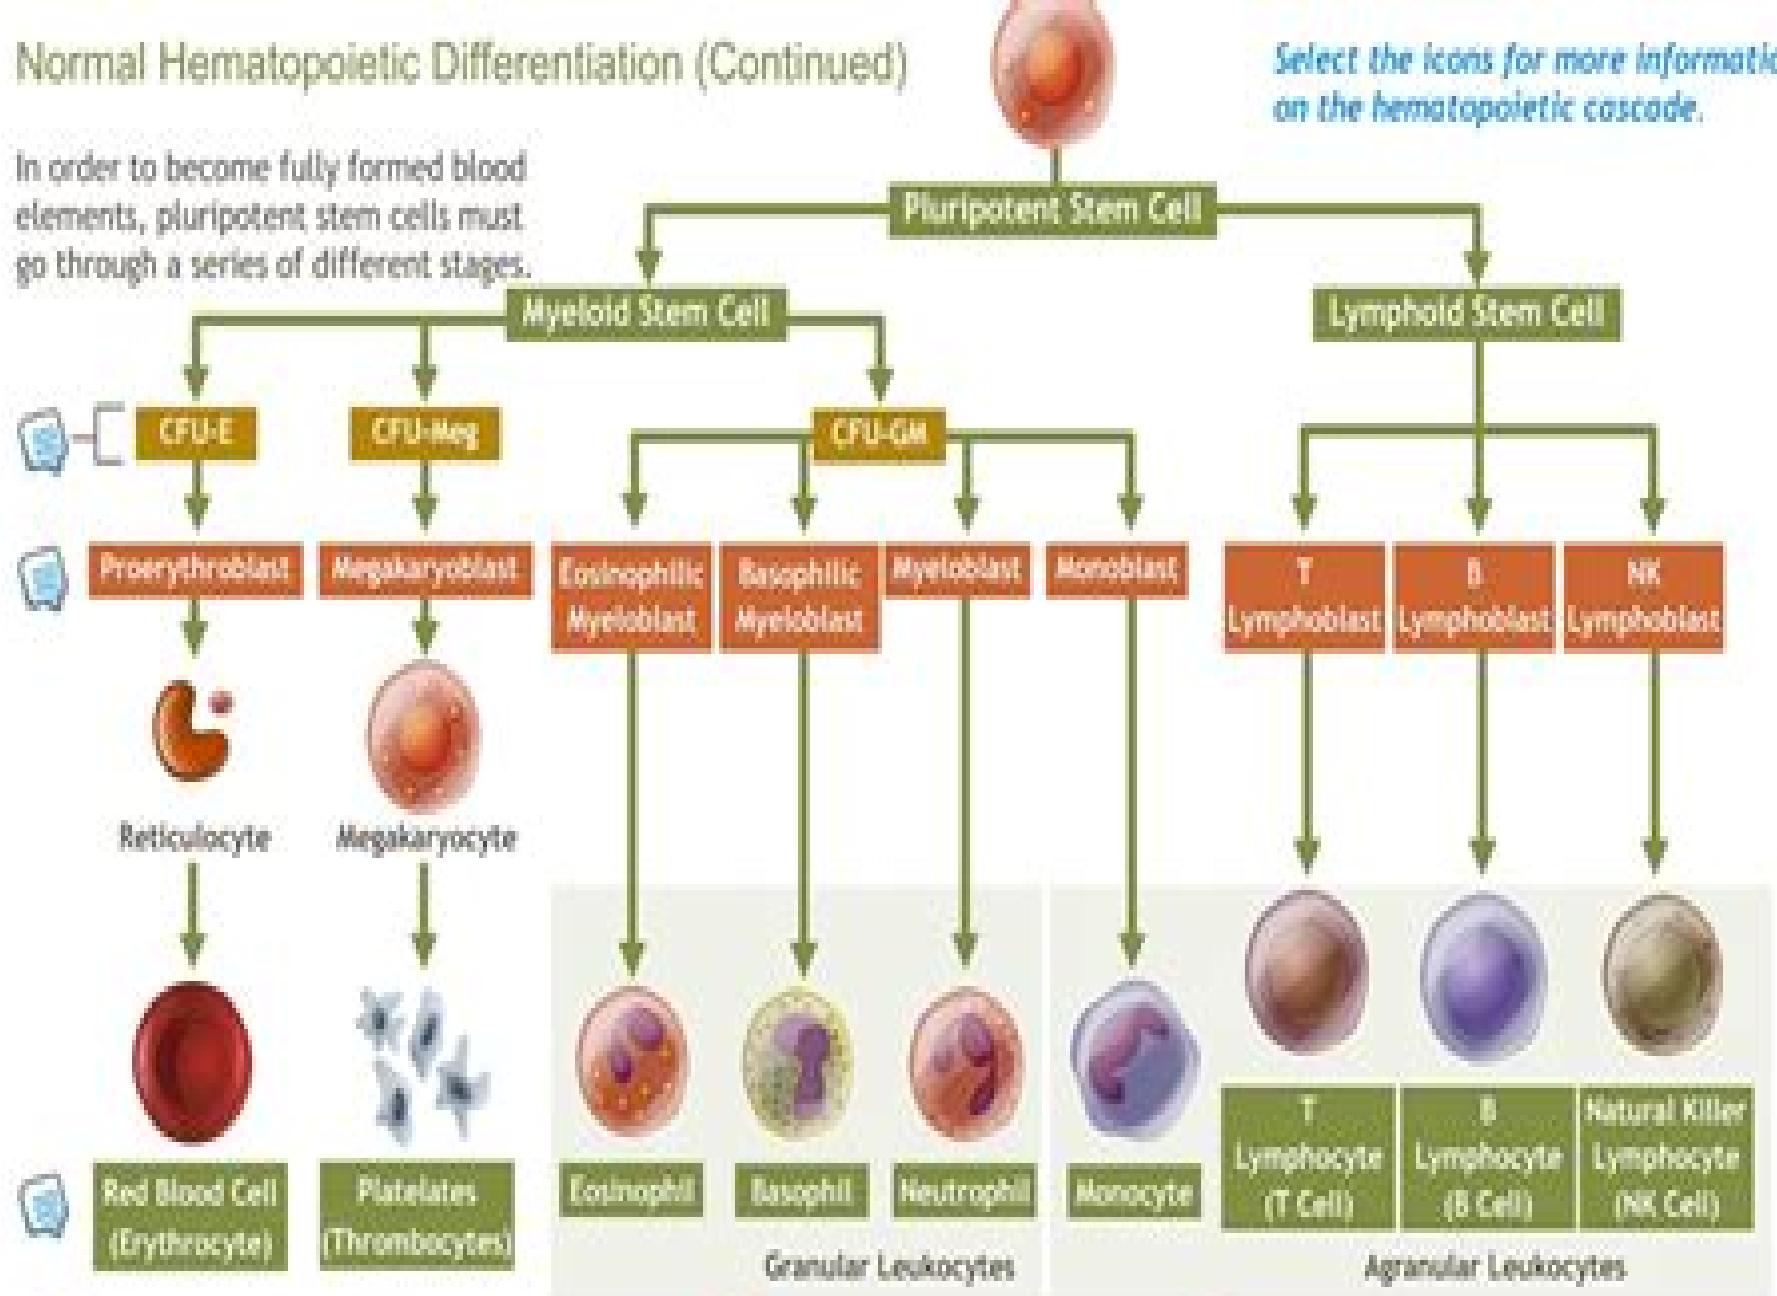 Normal Hematopoietic Differentiation (Continued)
Select the icons for more informatio
on the hematopoietic cascade.
In order to become fully formed blood
elements, pluripotent stem cells must
go through a series of different stages.
Pluripotent Stem Cell
Myeloid Stem Cell
Lymphoid Stem Cell
CFU-E
CFU-Meg
CFU-GM
Proerythroblast
Megakaryoblast
Eosinophilic
Myeloblast
Basophilic
Myeloblast
Myeloblast
Monoblast
T
Lymphoblast
B
Lymphoblast
NK
Lymphoblast
Reticulocyte
Megakaryocyte
Red Blood Cell
(Erythrocyte)
Platelates
(Thrombocytes)
Eosinophil
Basophil
Neutrophil
Monocyte
T
Lymphocyte
(T Cell)
B
Lymphocyte
(B Cell)
Natural Killer
Lymphocyte
(NK Cell)
Granular Leukocytes
Agranular Leukocytes